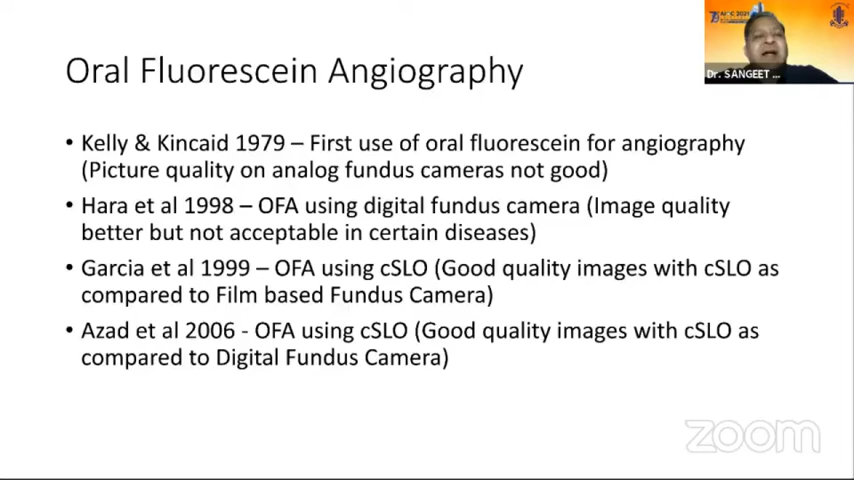 Oral Fluorescein Angiography
• Kelly & Kincaid 1979 – First use of oral fluorescein for angiography
(Picture quality on analog fundus cameras not good)
• Hara et al 1998 – OFA using digital fundus camera (Image quality
better but not acceptable in certain diseases)
• Garcia et al 1999 – OFA using cSLO (Good quality images with cSLO as
compared to Film based Fundus Camera)
• Azad et al 2006 - OFA using cSLO (Good quality images with cSLO as
compared to Digital Fundus Camera)
Dr. SANGEET ...
zoom